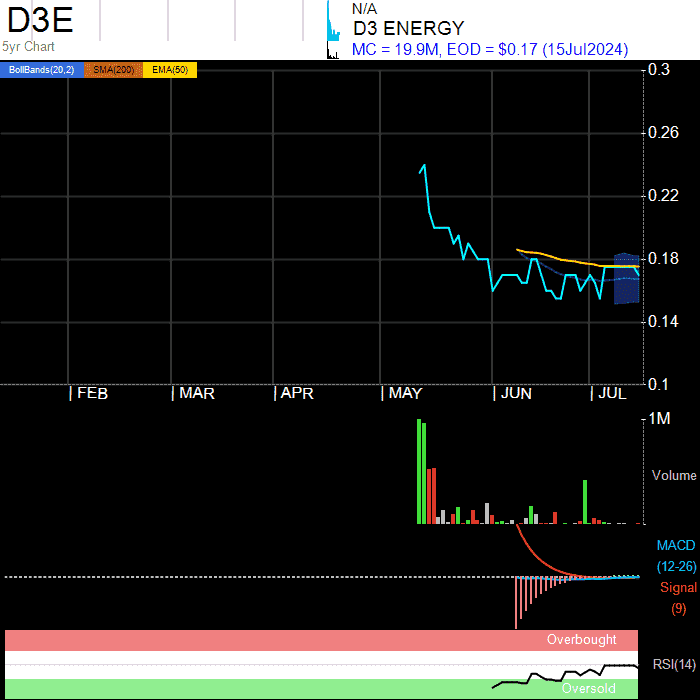 D3E
5yr Chart
N/A
D3 ENERGY
MC = 19.9M, EOD = $0.17 (15Jul2024)
BollBands(20,2) SMA(200) EMA(50)
0.3
0.26
0.22
0.18
0.14
0.1
FEB MAR APR MAY JUN JUL
1M
Volume
MACD
(12-26)
Signal
(9)
Overbought
RSI(14)
Oversold